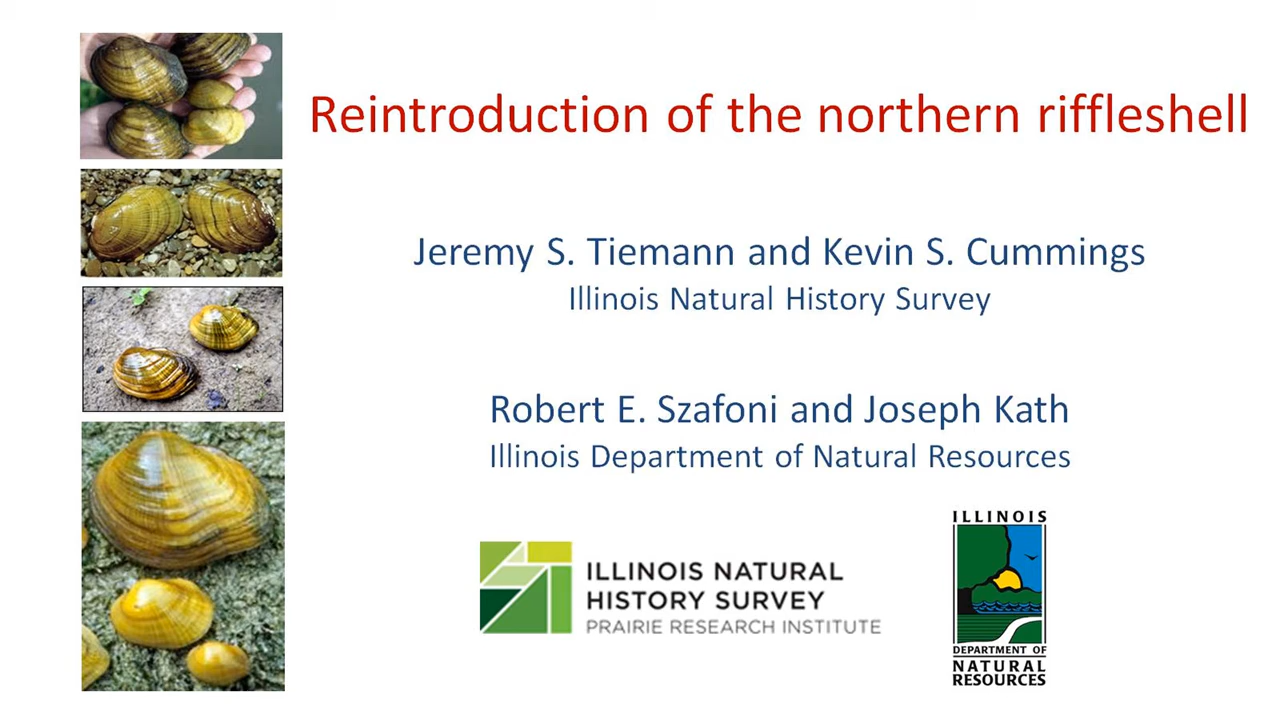 Reintroduction of the northern riffleshell
Jeremy S. Tiemann and Kevin S. Cummings
Illinois Natural History Survey
Robert E. Szafoni and Joseph Kath
Illinois Department of Natural Resources
ILLINOIS NATURAL
HISTORY SURVEY
PRAIRIE RESEARCH INSTITUTE
ILLINOIS
DEPARTMENT OF
NATURAL
RESOURCES